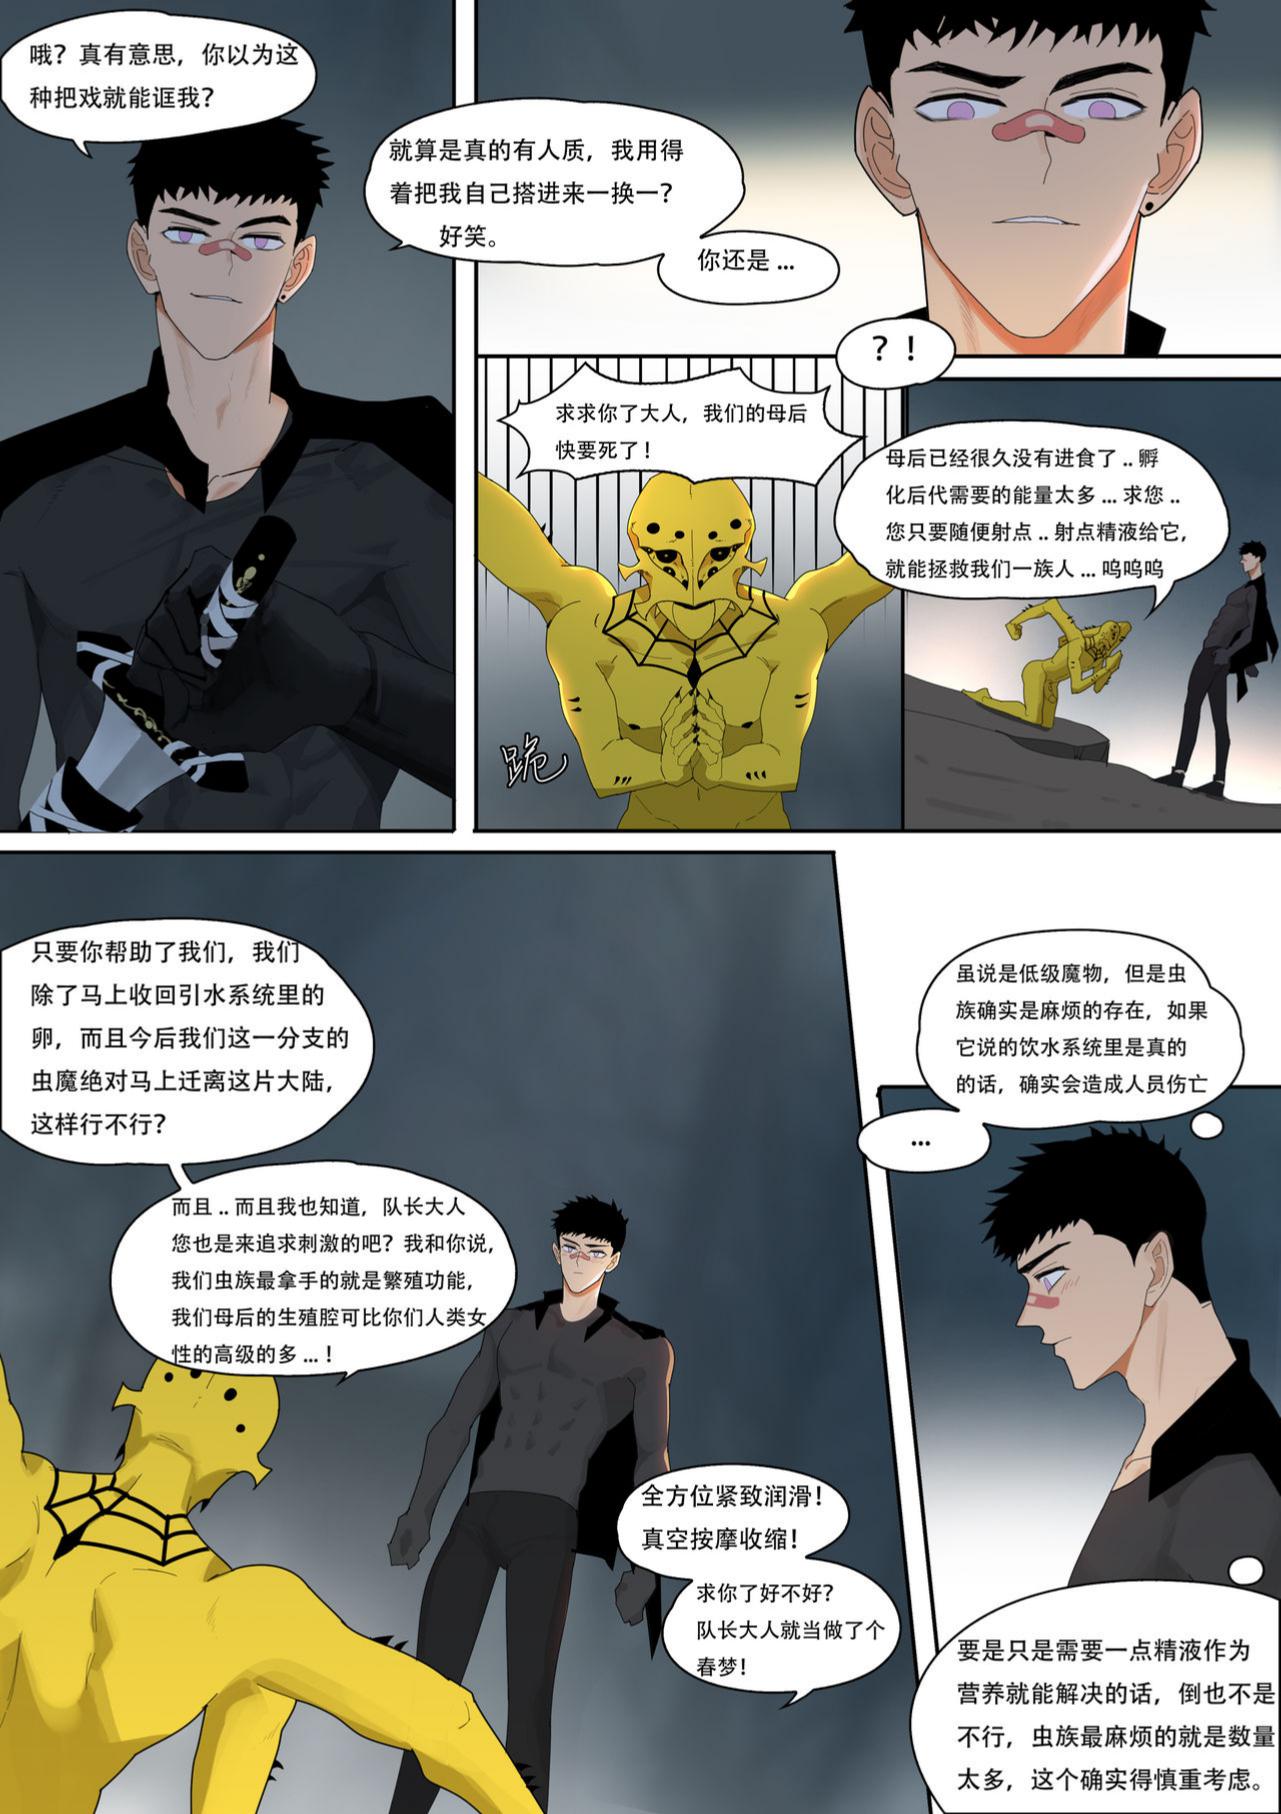 哦？真有意思，你以为这
种把戏就能诓我？
就算是真的有人质，我用得
着把我自己搭进来一换一？
好笑。
你还是 ...
？！
求求你了大人，我们的母后
快要死了！
跪
母后已经很久没有进食了 .. 孵
化后代需要的能量太多 ... 求您 ..
您只要随便射点 .. 射点精液给它，
就能拯救我们一族人 ... 呜呜呜
只要你帮助了我们，我们
除了马上收回引水系统里的
卵，而且今后我们这一分支的
虫魔绝对马上迁离这片大陆，
这样行不行？
而且 .. 而且我也知道，队长大人
您也是来追求刺激的吧？我和你说，
我们虫族最拿手的就是繁殖功能，
我们母后的生殖腔可比你们人类女
性的高级的多 ... ！
全方位紧致润滑！
真空按摩收缩！
求你了好不好？
队长大人就当做了个
春梦！
虽说是低级魔物，但是虫
族确实是麻烦的存在，如果
它说的饮水系统里是真的
的话，确实会造成人员伤亡
...
要是只是需要一点精液作为
营养就能解决的话，倒也不是
不行，虫族最麻烦的就是数量
太多，这个确实得慎重考虑。